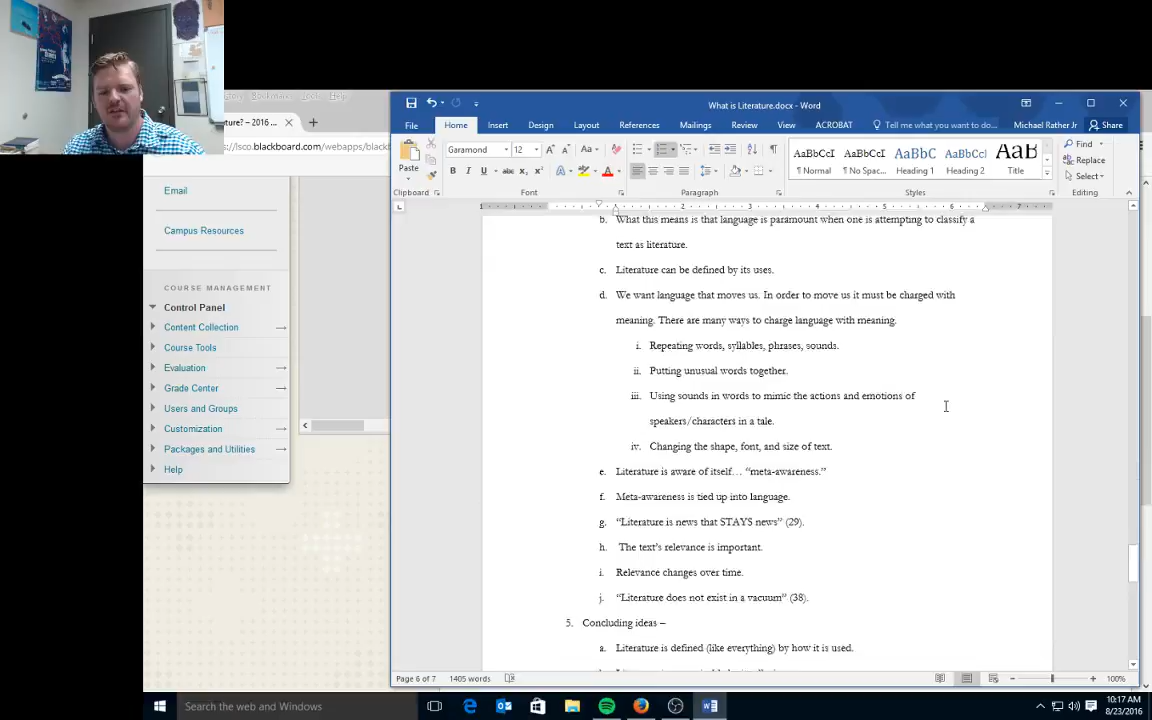 What is Literature.docx - Word
ture? – 2016 ...
File Home Insert Design Layout References Mailings Review View ACROBAT Tell me what you want to do... Michael Rather Jr Share
https://lsco.blackboard.com/webapps/blackb
Paste
Garamond 12
Clipboard Font Paragraph Styles Editing
AaBbCcI AaBbCcI AaBbC AaBbCcI AaB
¶ Normal ¶ No Spac... Heading 1 Heading 2 Title
Find
Replace
Select
Email
Campus Resources
COURSE MANAGEMENT
Control Panel
Content Collection
Course Tools
Evaluation
Grade Center
Users and Groups
Customization
Packages and Utilities
Help
b. What this means is that language is paramount when one is attempting to classify a
text as literature.
c. Literature can be defined by its uses.
d. We want language that moves us. In order to move us it must be charged with
meaning. There are many ways to charge language with meaning.
i. Repeating words, syllables, phrases, sounds.
ii. Putting unusual words together.
iii. Using sounds in words to mimic the actions and emotions of
speakers/characters in a tale.
iv. Changing the shape, font, and size of text.
e. Literature is aware of itself… “meta-awareness.”
f. Meta-awareness is tied up into language.
g. “Literature is news that STAYS news” (29).
h. The text’s relevance is important.
i. Relevance changes over time.
j. “Literature does not exist in a vacuum” (38).
5. Concluding ideas –
a. Literature is defined (like everything) by how it is used.
Page 6 of 7 1405 words 100%
Search the web and Windows
10:17 AM
8/23/2016